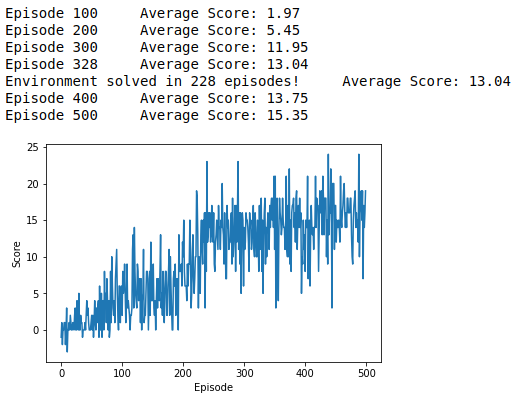 Episode 100     Average Score: 1.97
Episode 200     Average Score: 5.45
Episode 300     Average Score: 11.95
Episode 328     Average Score: 13.04
Environment solved in 228 episodes!     Average Score: 13.04
Episode 400     Average Score: 13.75
Episode 500     Average Score: 15.35
25
20
15
10
5
0
Score
0 100 200 300 400 500
Episode